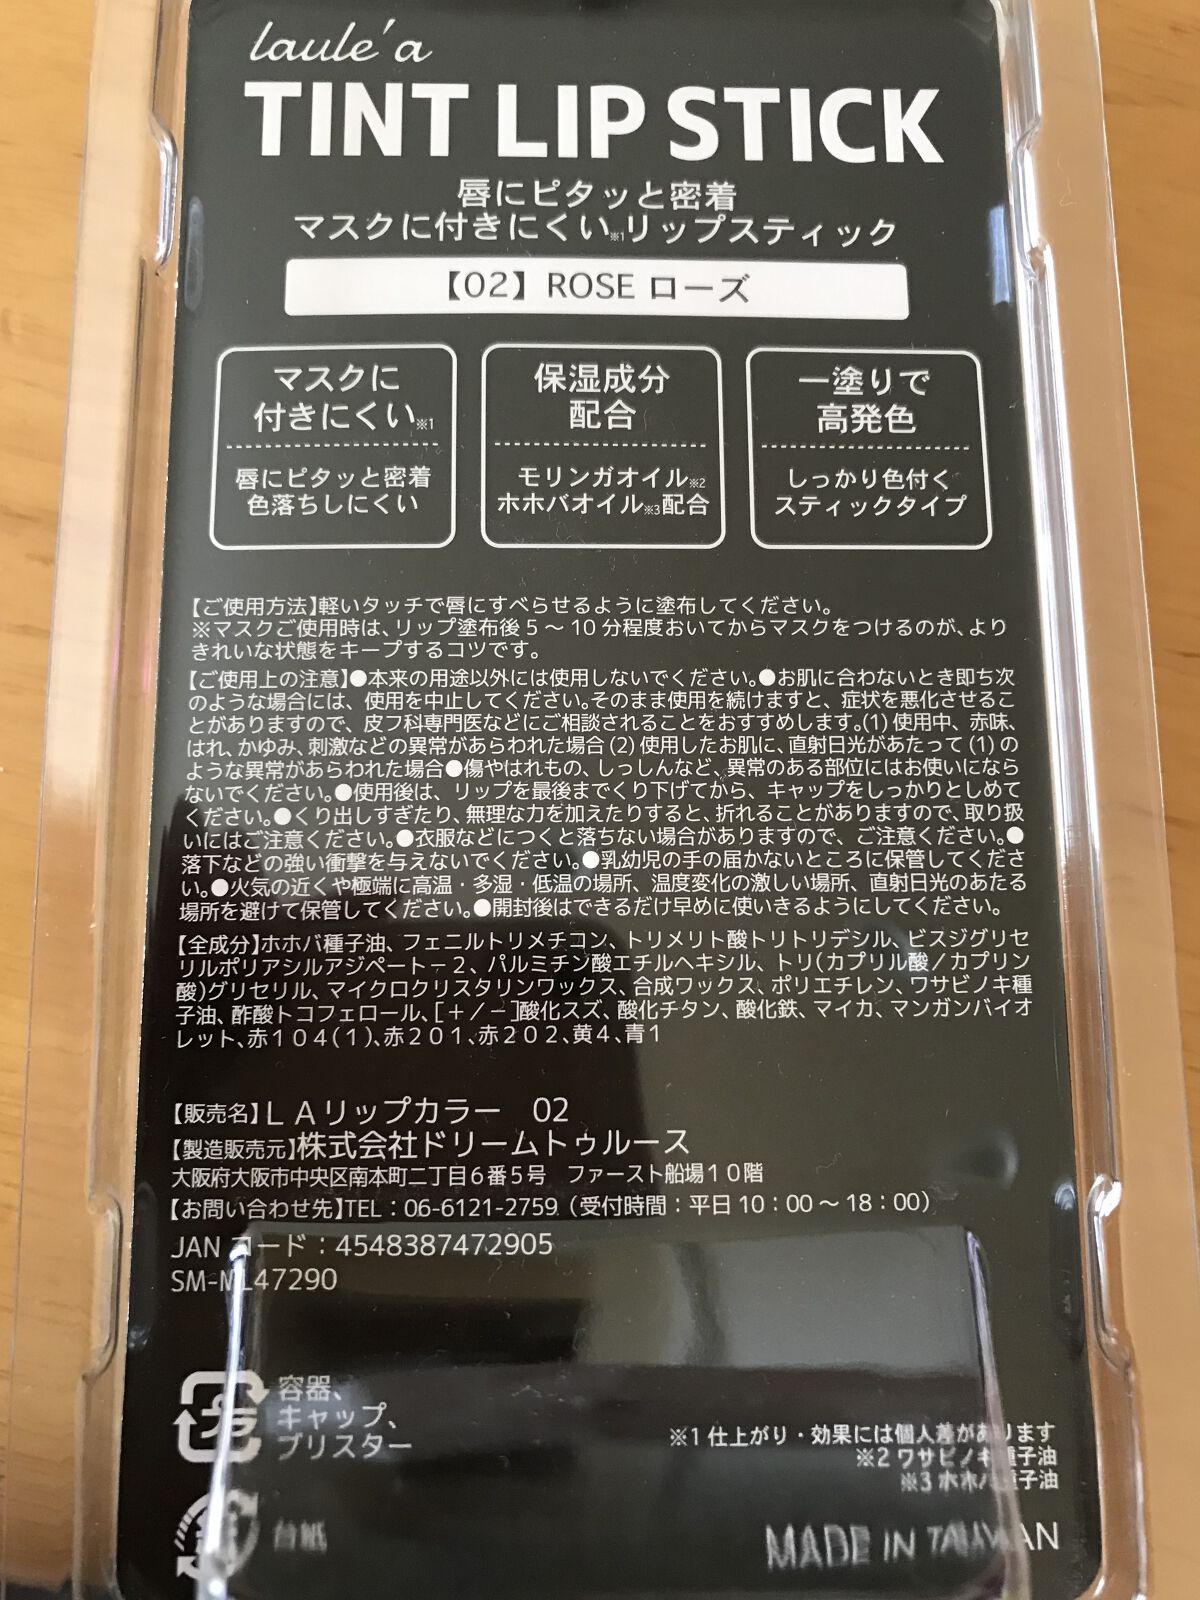 laule'a
TINT LIP STICK
唇にピタッと密着
マスクに付きにくい※1リップスティック
【02】ROSE ローズ
マスクに
付きにくい※1
唇にピタッと密着
色落ちしにくい
保湿成分
配合
モリンガオイル※2
ホホバオイル※3配合
一塗りで
高発色
しっかり色付く
スティックタイプ
【ご使用方法】軽いタッチで唇にすべらせるように塗布してください。
※マスクご使用時は、リップ塗布後5～10分程度おいてからマスクをつけるのが、より
きれいな状態をキープするコツです。
【ご使用上の注意】●本来の用途以外には使用しないでください。●お肌に合わないとき即ち次
のような場合には、使用を中止してください。そのまま使用を続けますと、症状を悪化させるこ
とがありますので、皮フ科専門医などにご相談されることをおすすめします。(1)使用中、赤味、
はれ、かゆみ、刺激などの異常があらわれた場合(2)使用したお肌に、直射日光があたって(1)の
ような異常があらわれた場合●傷やはれもの、しっしんなど、異常のある部位にはお使いになら
ないでください。●使用後は、リップを最後までくり下げてから、キャップをしっかりとしめて
ください。●くり出しすぎたり、無理な力を加えたりすると、折れることがありますので、取り扱
いにはご注意ください。●衣服などにつくと落ちない場合がありますので、ご注意ください。●
落下などの強い衝撃を与えないでください。●乳幼児の手の届かないところに保管してくださ
い。●火気の近くや極端に高温・多湿・低温の場所、温度変化の激しい場所、直射日光のあたる
場所を避けて保管してください。●開封後はできるだけ早めに使いきるようにしてください。
【全成分】ホホバ種子油、フェニルトリメチコン、トリメリト酸トリトリデシル、ビスジグリセ
リルポリアシルアジペート－2、パルミチン酸エチルヘキシル、トリ(カプリル酸／カプリン
酸)グリセリル、マイクロクリスタリンワックス、合成ワックス、ポリエチレン、ワサビノキ種
子油、酢酸トコフェロール、[＋／－]酸化スズ、酸化チタン、酸化鉄、マイカ、マンガンバイオ
レット、赤104(1)、赤201、赤202、黄4、青1
【販売名】LAリップカラー 02
【製造販売元】株式会社ドリームトゥルース
大阪府大阪市中央区南本町二丁目6番5号 ファースト船場10階
【お問い合わせ先】TEL：06-6121-2759（受付時間：平日10：00～18：00）
JANコード：4548387472905
SM-ML47290
プラ
容器、
キャップ、
ブリスター
※1仕上がり・効果には個人差があります
※2ワサビノキ種子油
※3ホホバ種子油
台紙
MADE IN TAIWAN